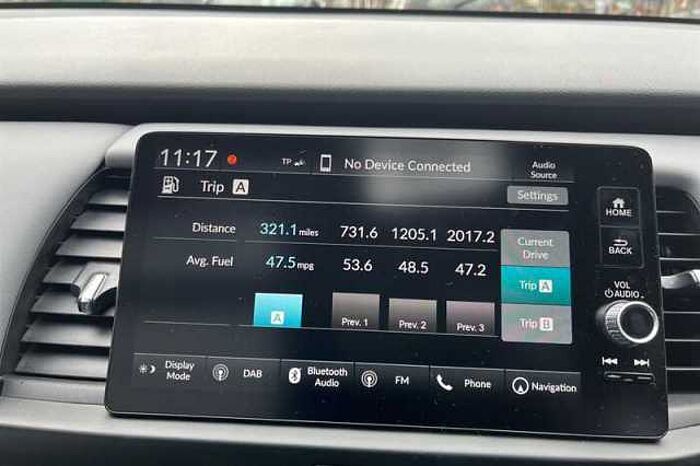 11:17 TP No Device Connected Audio Source
Trip A Settings
Distance 321.1 miles 731.6 1205.1 2017.2
Avg. Fuel 47.5 mpg 53.6 48.5 47.2
Current Drive
Trip A
Trip B
A Prev. 1 Prev. 2 Prev. 3
Display Mode DAB Bluetooth Audio FM Phone Navigation
HOME
BACK
VOL
AUDIO